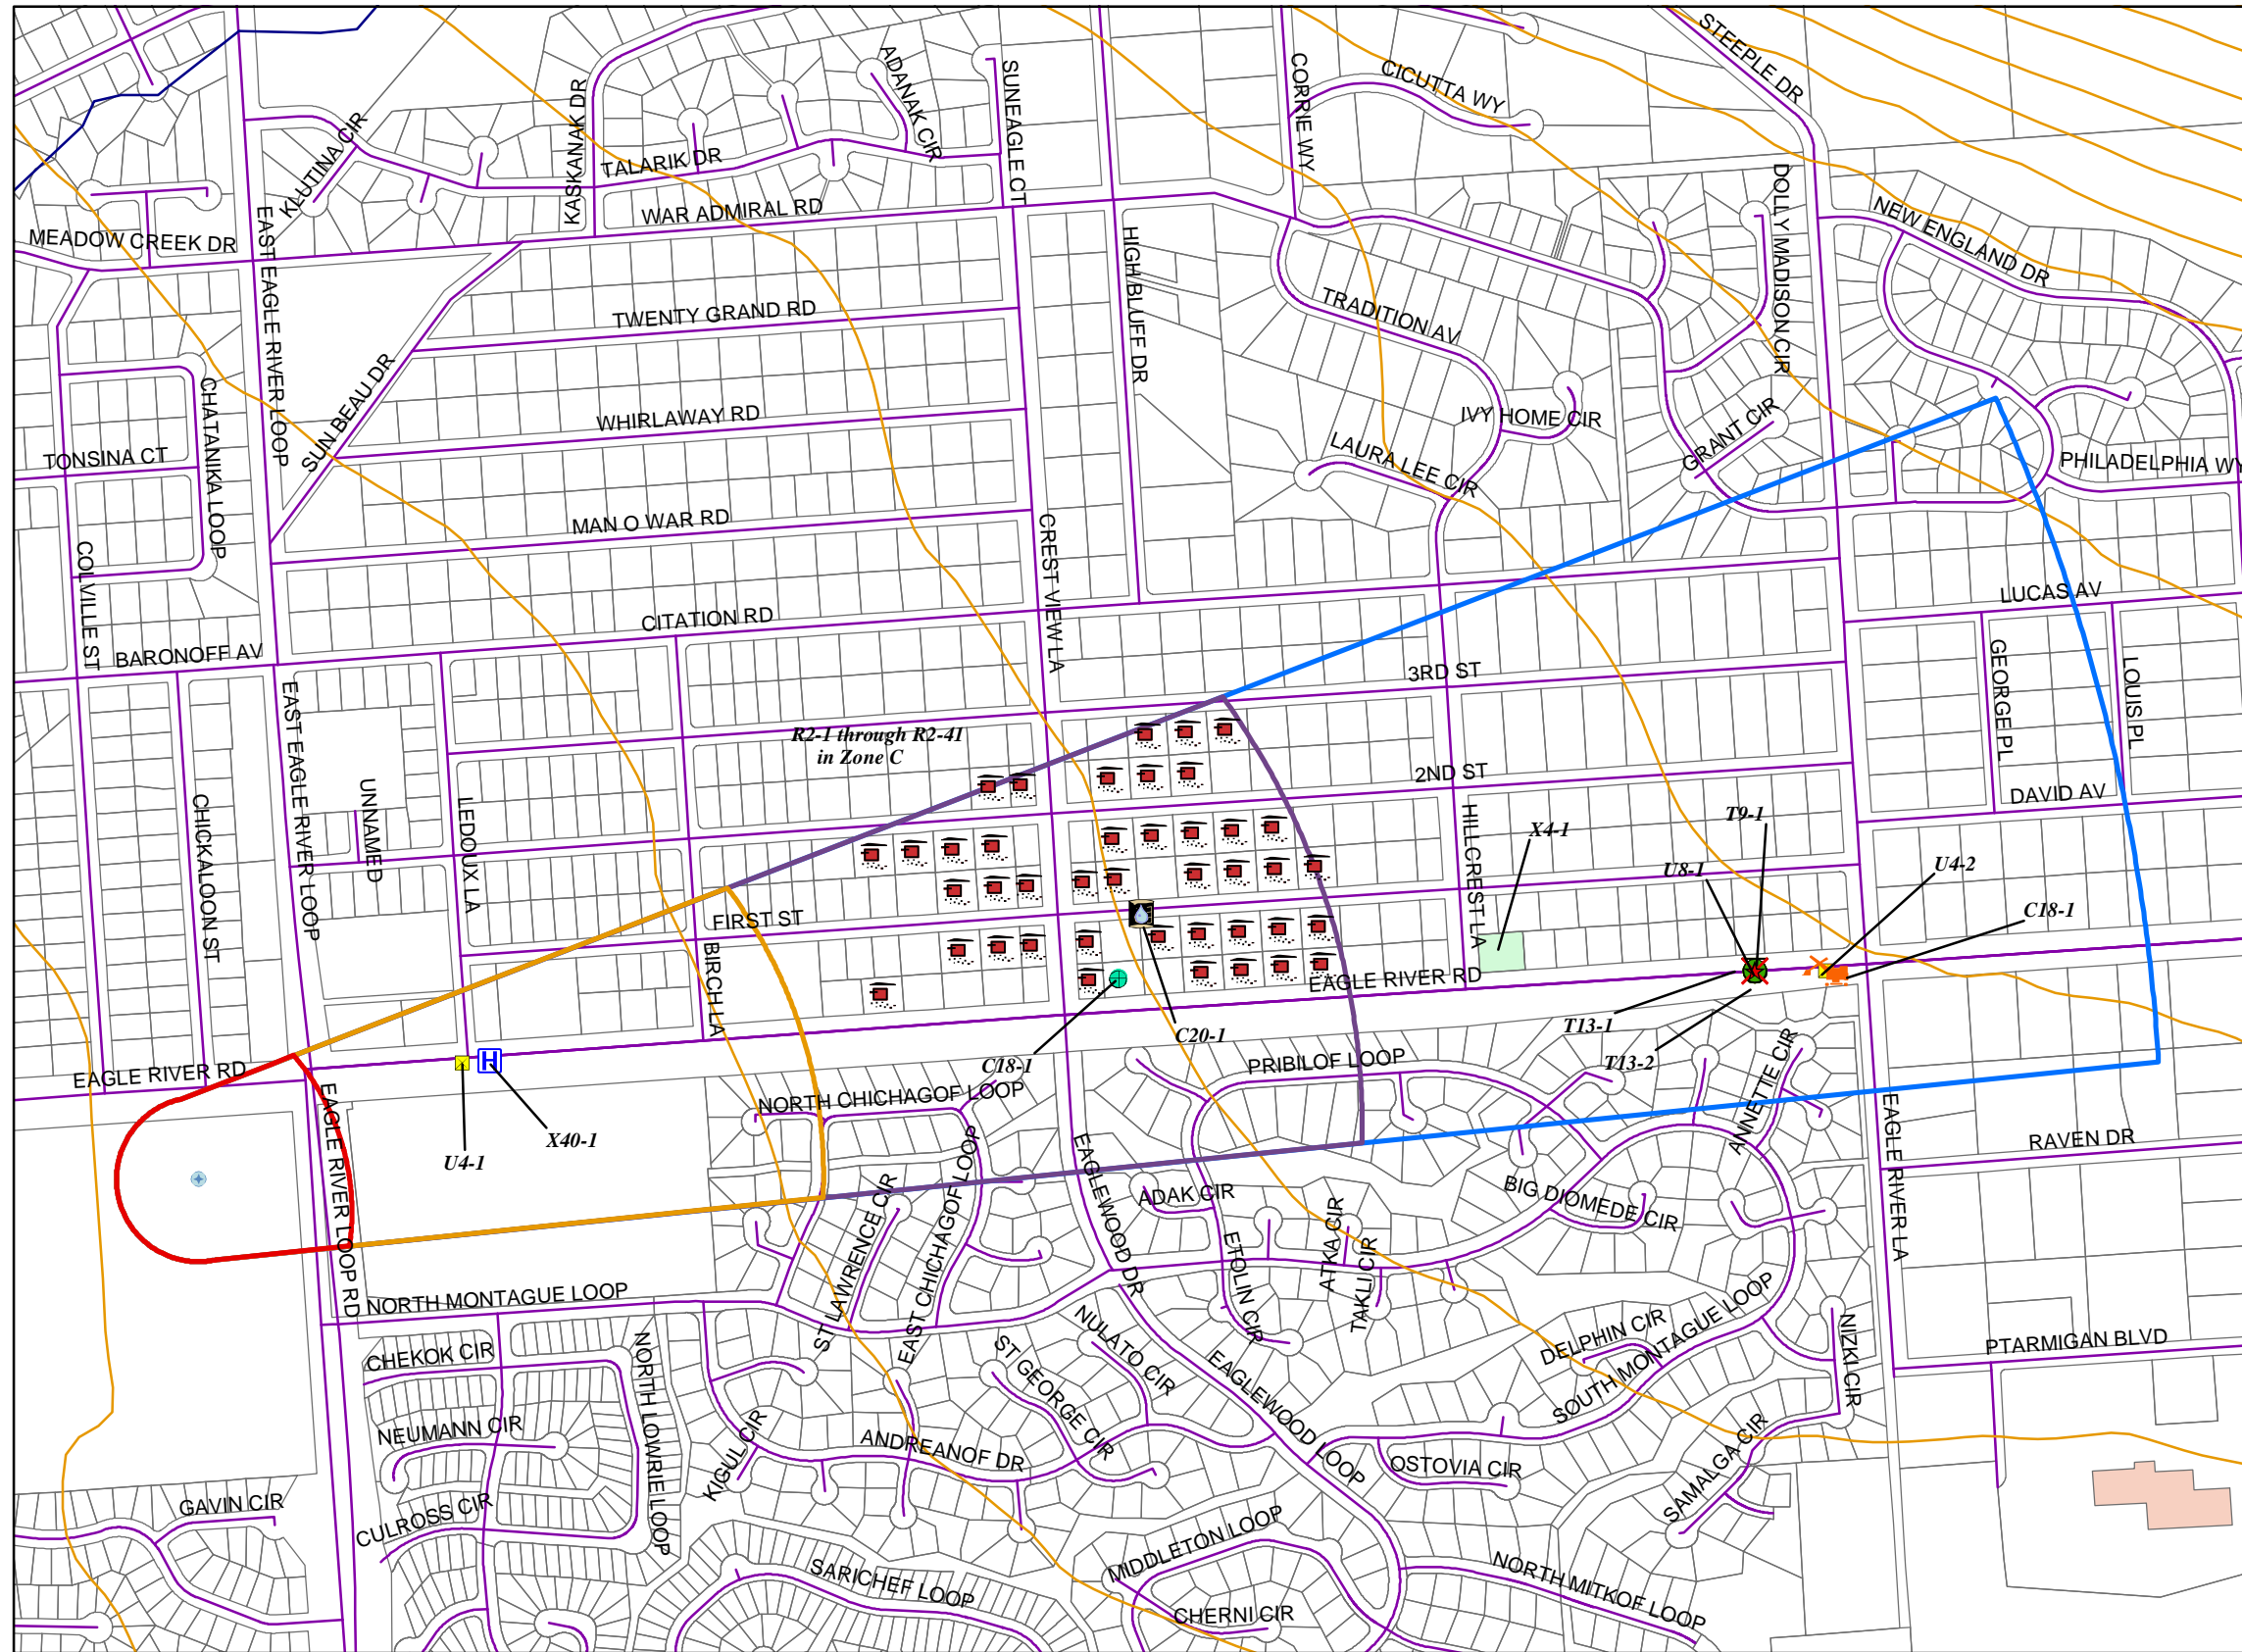 STEEPLE DR
ADANAK CIR
SUNEAGLE CT
CORRIE WY
CICUTTA WY
KASKANAK DR
KLUTINA CIR
TALARIK DR
DOLLY MADISON CIR
WAR ADMIRAL RD
NEW ENGLAND DR
MEADOW CREEK DR
EAST EAGLE RIVER LOOP
HIGH BLUFF DR
TWENTY GRAND RD
TRADITION AV
SUN BEAU DR
CHATANIKA LOOP
WHIRLAWAY RD
IVY HOME CIR
GRANT CIR
TONSINA CT
LAURA LEE CIR
PHILADELPHIA WY
MAN O WAR RD
COLVILLE ST
CREST VIEW LA
CITATION RD
LUCAS AV
BARONOFF AV
3RD ST
GEORGE PL
LOUIS PL
EAST EAGLE RIVER LOOP
R2-1 through R2-41
in Zone C
2ND ST
DAVID AV
UNNAMED
CHICKALOON ST
LEDOUX LA
HILLCREST LA
X4-1
T9-1
U8-1
U4-2
FIRST ST
C18-1
BIRCH LA
EAGLE RIVER RD
T13-1
C20-1
T13-2
C18-1
PRIBILOF LOOP
EAGLE RIVER RD
NORTH CHICHAGOF LOOP
ANNETTE CIR
EAGLE RIVER LA
EAGLE RIVER LOOP RD
X40-1
U4-1
RAVEN DR
EAGLEWOOD DR
ST LAWRENCE CIR
EAST CHICHAGOF LOOP
ADAK CIR
BIG DIOMEDE CIR
ETOLIN CIR
ATKA CIR
TAKLI CIR
NORTH MONTAGUE LOOP
NULATO CIR
DELPHIN CIR
SOUTH MONTAGUE LOOP
NIZKI CIR
PTARMIGAN BLVD
CHEKOK CIR
NORTH LOWRIE LOOP
ST GEORGE CIR
EAGLEWOOD LOOP
NEUMANN CIR
KIGUL CIR
ANDREANOF DR
OSTOVIA CIR
SAMALGA CIR
GAVIN CIR
CULROSS CIR
MIDDLETON LOOP
SARICHEF LOOP
NORTH MITKOF LOOP
CHERNI CIR
H